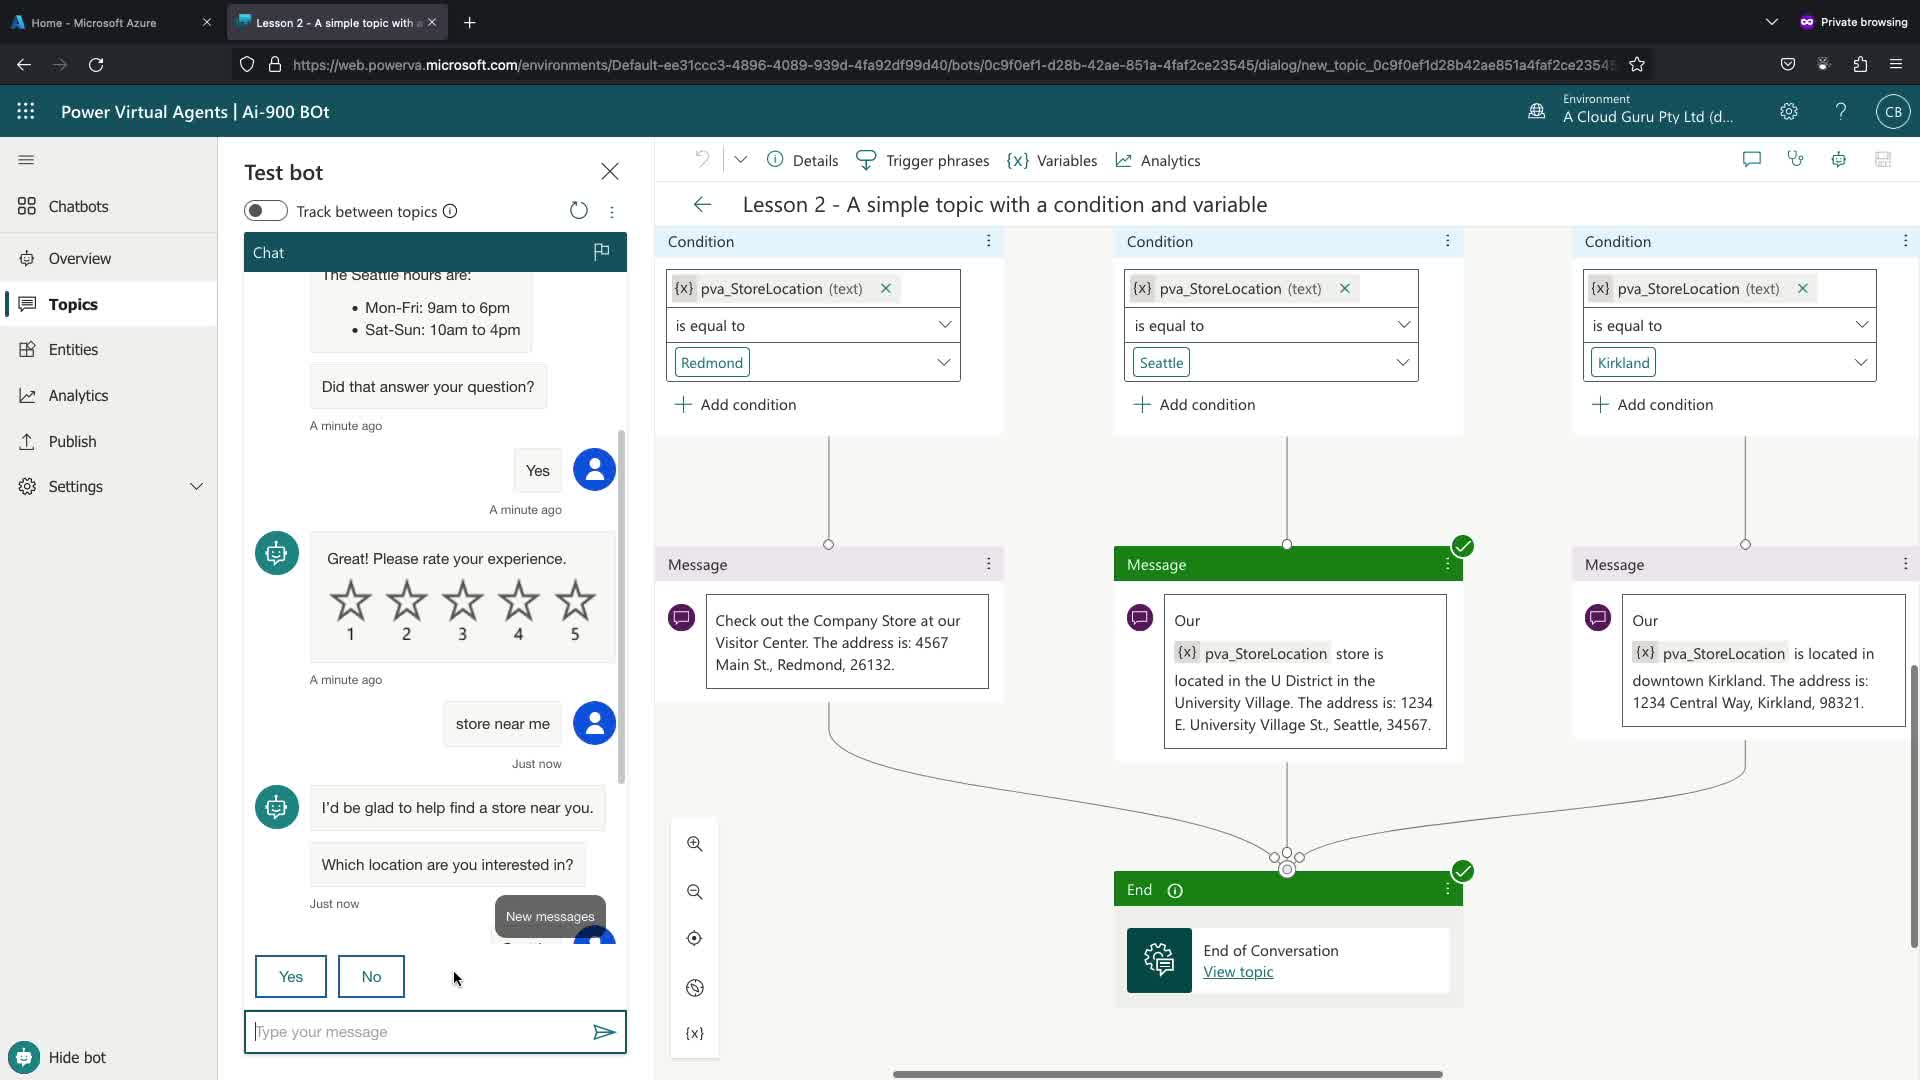 Home - Microsoft Azure
Lesson 2 - A simple topic with a
Private browsing
https://web.powerva.microsoft.com/environments/Default-ee31ccc3-4896-4089-939d-4fa92df99d40/bots/0c9f0ef1-d28b-42ae-851a-4faf2ce23545/dialog/new_topic_0c9f0ef1d28b42ae851a4faf2ce23545
Power Virtual Agents | Ai-900 BOt
Environment
A Cloud Guru Pty Ltd (d...
?
CB
Chatbots
Overview
Topics
Entities
Analytics
Publish
Settings
Hide bot
Test bot
Track between topics
Chat
The Seattle hours are:
• Mon-Fri: 9am to 6pm
• Sat-Sun: 10am to 4pm
Did that answer your question?
A minute ago
Yes
A minute ago
Great! Please rate your experience.
1 2 3 4 5
A minute ago
store near me
Just now
I'd be glad to help find a store near you.
Which location are you interested in?
Just now
New messages
Yes
No
Type your message
Details
Trigger phrases
{x} Variables
Analytics
Lesson 2 - A simple topic with a condition and variable
Condition
{x} pva_StoreLocation (text)
is equal to
Redmond
Add condition
Message
Check out the Company Store at our
Visitor Center. The address is: 4567
Main St., Redmond, 26132.
Condition
{x} pva_StoreLocation (text)
is equal to
Seattle
Add condition
Message
Our
{x} pva_StoreLocation store is
located in the U District in the
University Village. The address is: 1234
E. University Village St., Seattle, 34567.
Condition
{x} pva_StoreLocation (text)
is equal to
Kirkland
Add condition
Message
Our
{x} pva_StoreLocation is located in
downtown Kirkland. The address is:
1234 Central Way, Kirkland, 98321.
End
End of Conversation
View topic
{x}